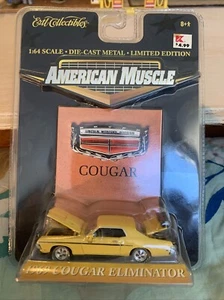 Ertl Collectibles
8+
1:64 SCALE • DIE-CAST METAL • LIMITED EDITION
K
4.99
AMERICAN MUSCLE
COUGAR
COUGAR ELIMINATOR